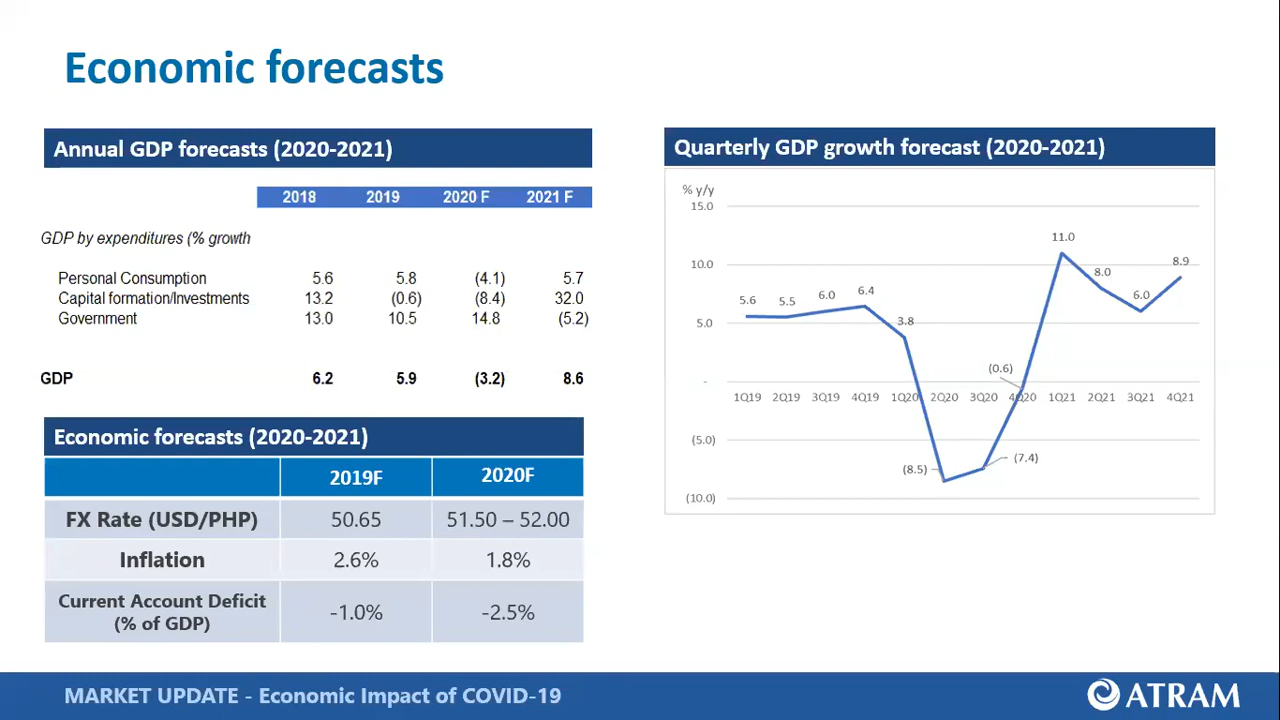 Economic forecasts
Annual GDP forecasts (2020-2021)
2018 2019 2020 F 2021 F
GDP by expenditures (% growth
Personal Consumption 5.6 5.8 (4.1) 5.7
Capital formation/Investments 13.2 (0.6) (8.4) 32.0
Government 13.0 10.5 14.8 (5.2)
GDP 6.2 5.9 (3.2) 8.6
Economic forecasts (2020-2021)
2019F 2020F
FX Rate (USD/PHP) 50.65 51.50 – 52.00
Inflation 2.6% 1.8%
Current Account Deficit
(% of GDP) -1.0% -2.5%
Quarterly GDP growth forecast (2020-2021)
% y/y
15.0
11.0
10.0
8.9
8.0
6.4
6.0
6.0
5.6
5.5
5.0
3.8
(0.6)
-
1Q19 2Q19 3Q19 4Q19 1Q20 2Q20 3Q20 4Q20 1Q21 2Q21 3Q21 4Q21
(5.0)
(7.4)
(8.5)
(10.0)
MARKET UPDATE - Economic Impact of COVID-19
ATRAM